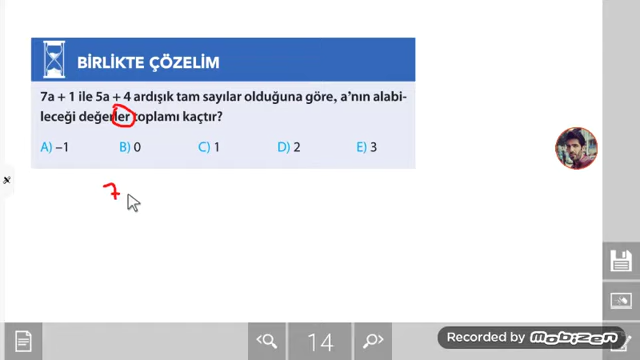 BİRLİKTE ÇÖZELİM
7a + 1 ile 5a + 4 ardışık tam sayılar olduğuna göre, a'nın alabi-
leceği değerler toplamı kaçtır?
A) –1 B) 0 C) 1 D) 2 E) 3
7
14
Recorded by mobizen